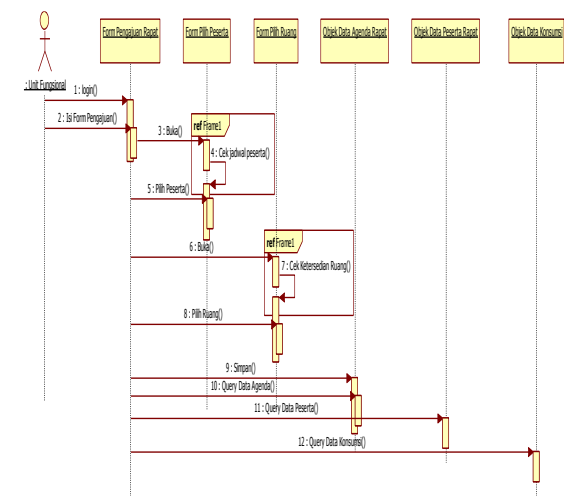 Form Pengajuan Rapat
Form Pilih Peserta
Form Pilih Ruang
Objek Data Agenda Rapat
Objek Data Peserta Rapat
Objek Data Konsumsi
: Unit Fungsional
1 : login()
2 : Isi Form Pengajuan()
ref Frame1
3 : Buka()
4 : Cek jadwal peserta()
5 : Pilih Peserta()
ref Frame1
6 : Buka()
7 : Cek Ketersedian Ruang()
8 : Pilih Ruang()
9 : Simpan()
10 : Query Data Agenda()
11 : Query Data Peserta()
12 : Query Data Konsumsi()